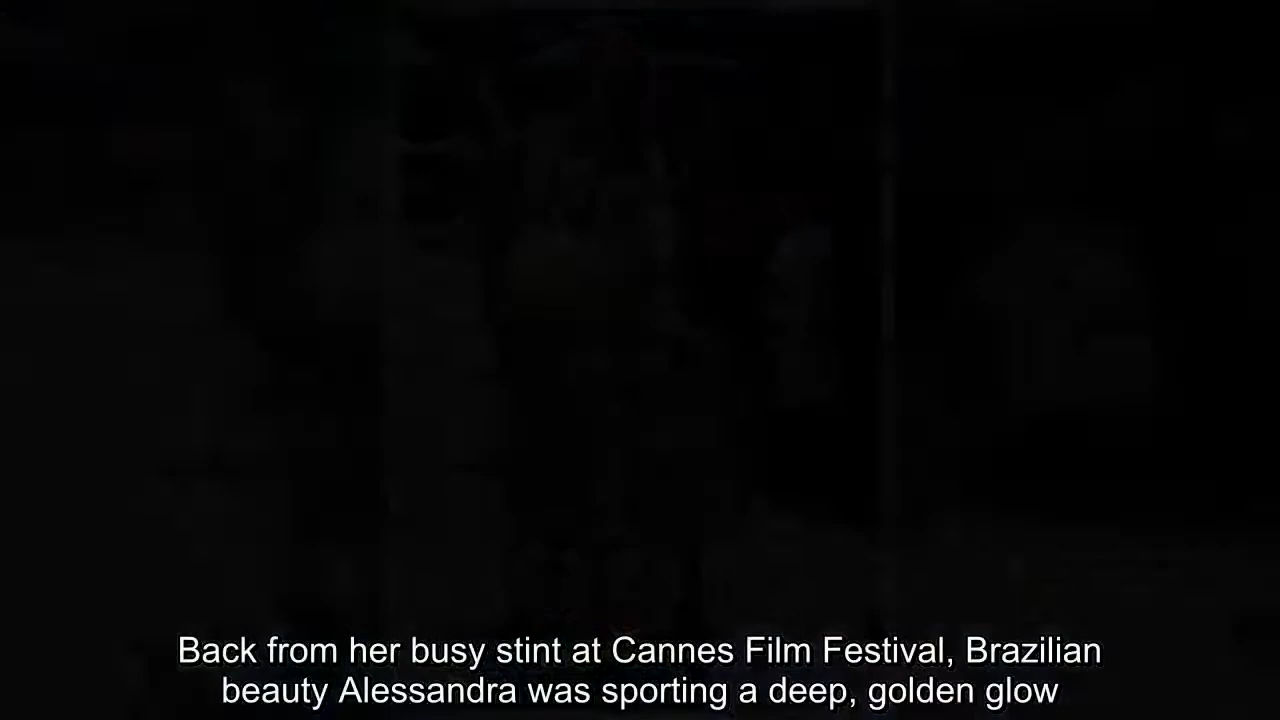 Back from her busy stint at Cannes Film Festival, Brazilian
beauty Alessandra was sporting a deep, golden glow